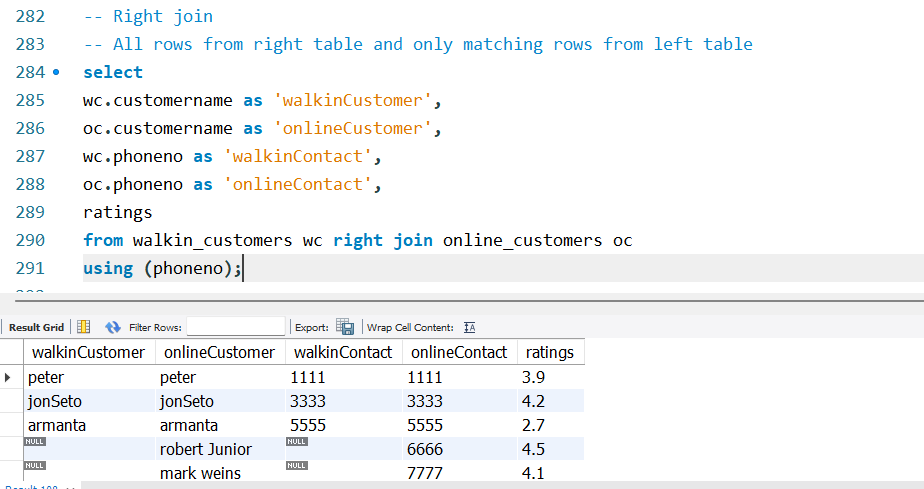 282 -- Right join
283 -- All rows from right table and only matching rows from left table
284 select
285 wc.customername as 'walkinCustomer',
286 oc.customername as 'onlineCustomer',
287 wc.phoneno as 'walkinContact',
288 oc.phoneno as 'onlineContact',
289 ratings
290 from walkin_customers wc right join online_customers oc
291 using (phoneno);
Result Grid Filter Rows: Export: Wrap Cell Content:
walkinCustomer onlineCustomer walkinContact onlineContact ratings
peter peter 1111 1111 3.9
jonSeto jonSeto 3333 3333 4.2
armanta armanta 5555 5555 2.7
NULL robert Junior NULL 6666 4.5
NULL mark weins NULL 7777 4.1